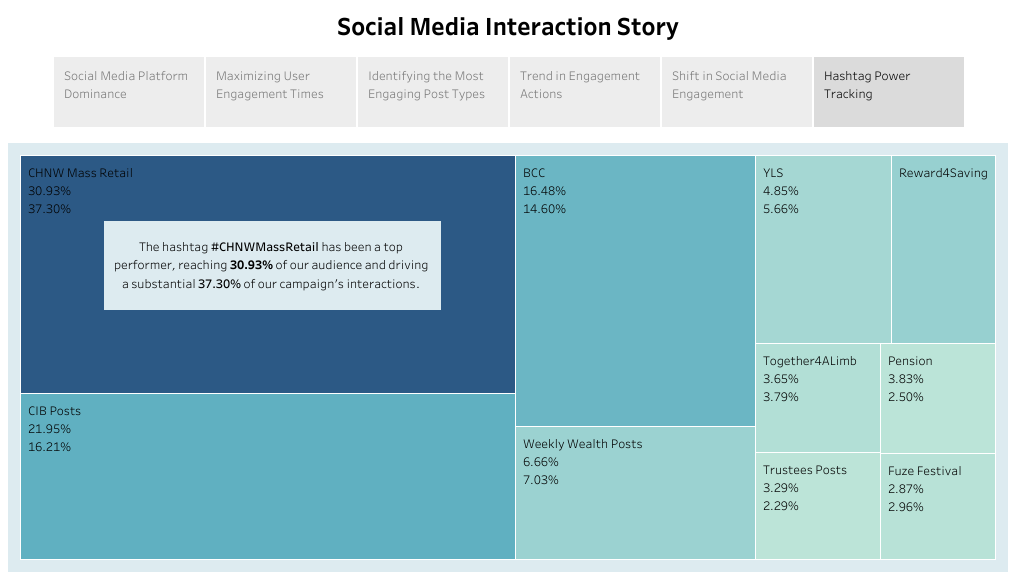 Social Media Interaction Story
Social Media Platform
Dominance
Maximizing User
Engagement Times
Identifying the Most
Engaging Post Types
Trend in Engagement
Actions
Shift in Social Media
Engagement
Hashtag Power
Tracking
CHNW Mass Retail
30.93%
37.30%
The hashtag #CHNWMassRetail has been a top
performer, reaching 30.93% of our audience and driving
a substantial 37.30% of our campaign's interactions.
CIB Posts
21.95%
16.21%
BCC
16.48%
14.60%
Weekly Wealth Posts
6.66%
7.03%
YLS
4.85%
5.66%
Reward4Saving
Together4ALimb
3.65%
3.79%
Pension
3.83%
2.50%
Trustees Posts
3.29%
2.29%
Fuze Festival
2.87%
2.96%